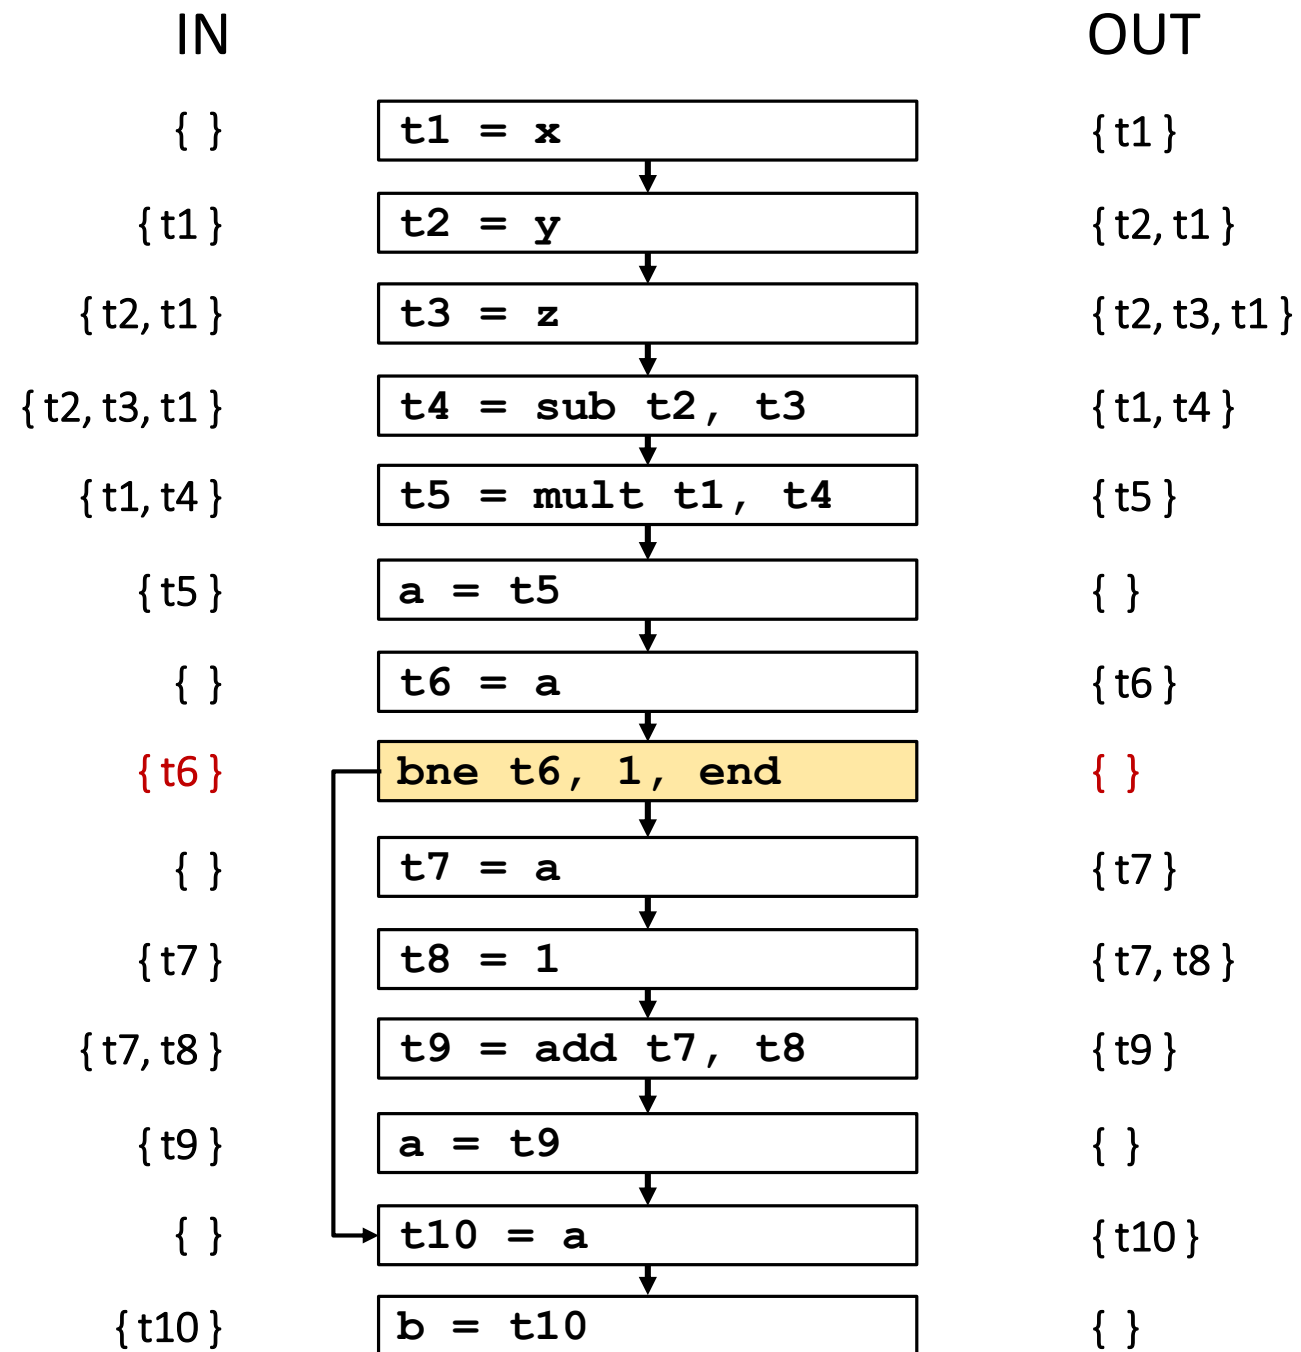 IN OUT
{ } t1 = x { t1 }
{ t1 } t2 = y { t2, t1 }
{ t2, t1 } t3 = z { t2, t3, t1 }
{ t2, t3, t1 } t4 = sub t2, t3 { t1, t4 }
{ t1, t4 } t5 = mult t1, t4 { t5 }
{ t5 } a = t5 { }
{ } t6 = a { t6 }
{ t6 } bne t6, 1, end { }
{ } t7 = a { t7 }
{ t7 } t8 = 1 { t7, t8 }
{ t7, t8 } t9 = add t7, t8 { t9 }
{ t9 } a = t9 { }
{ } t10 = a { t10 }
{ t10 } b = t10 { }